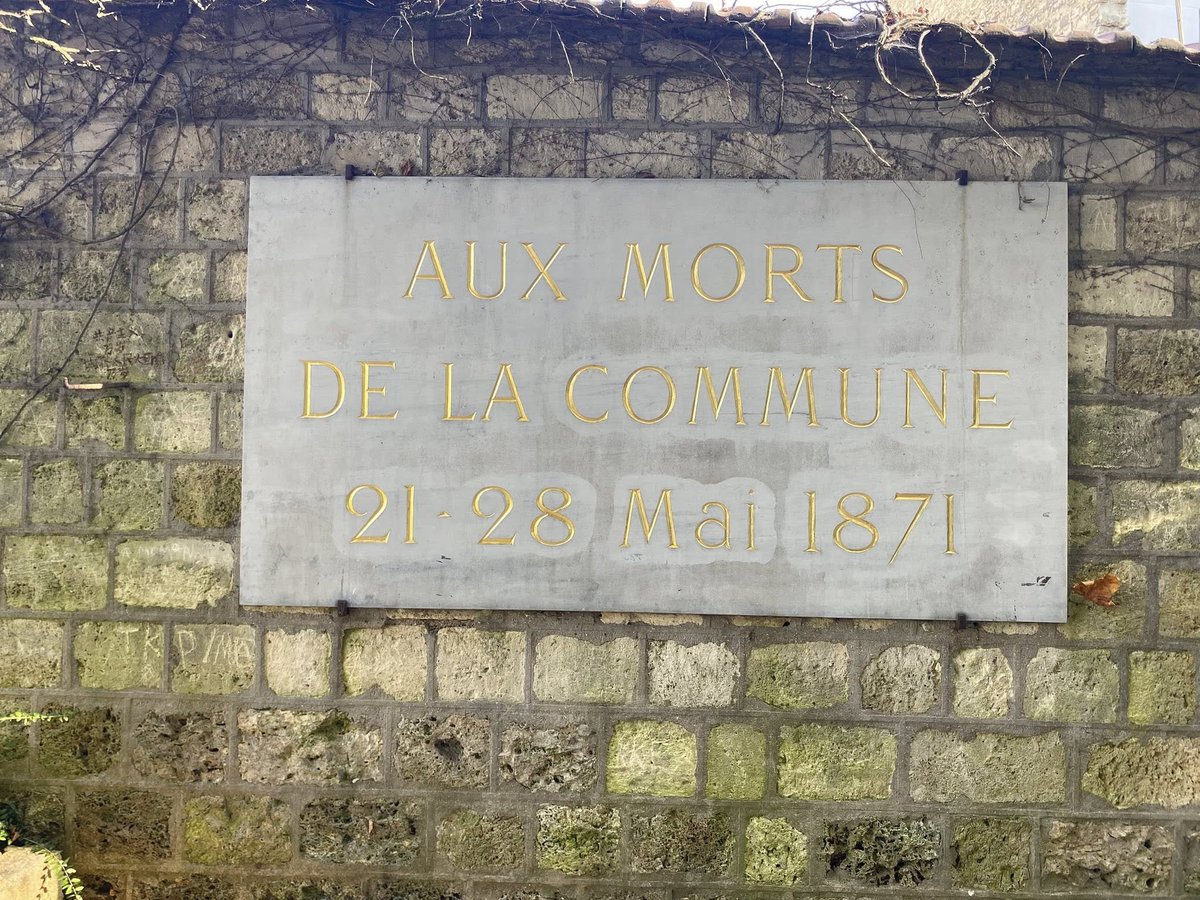 AUX MORTS
DE LA COMMUNE
21-28 Mai 1871